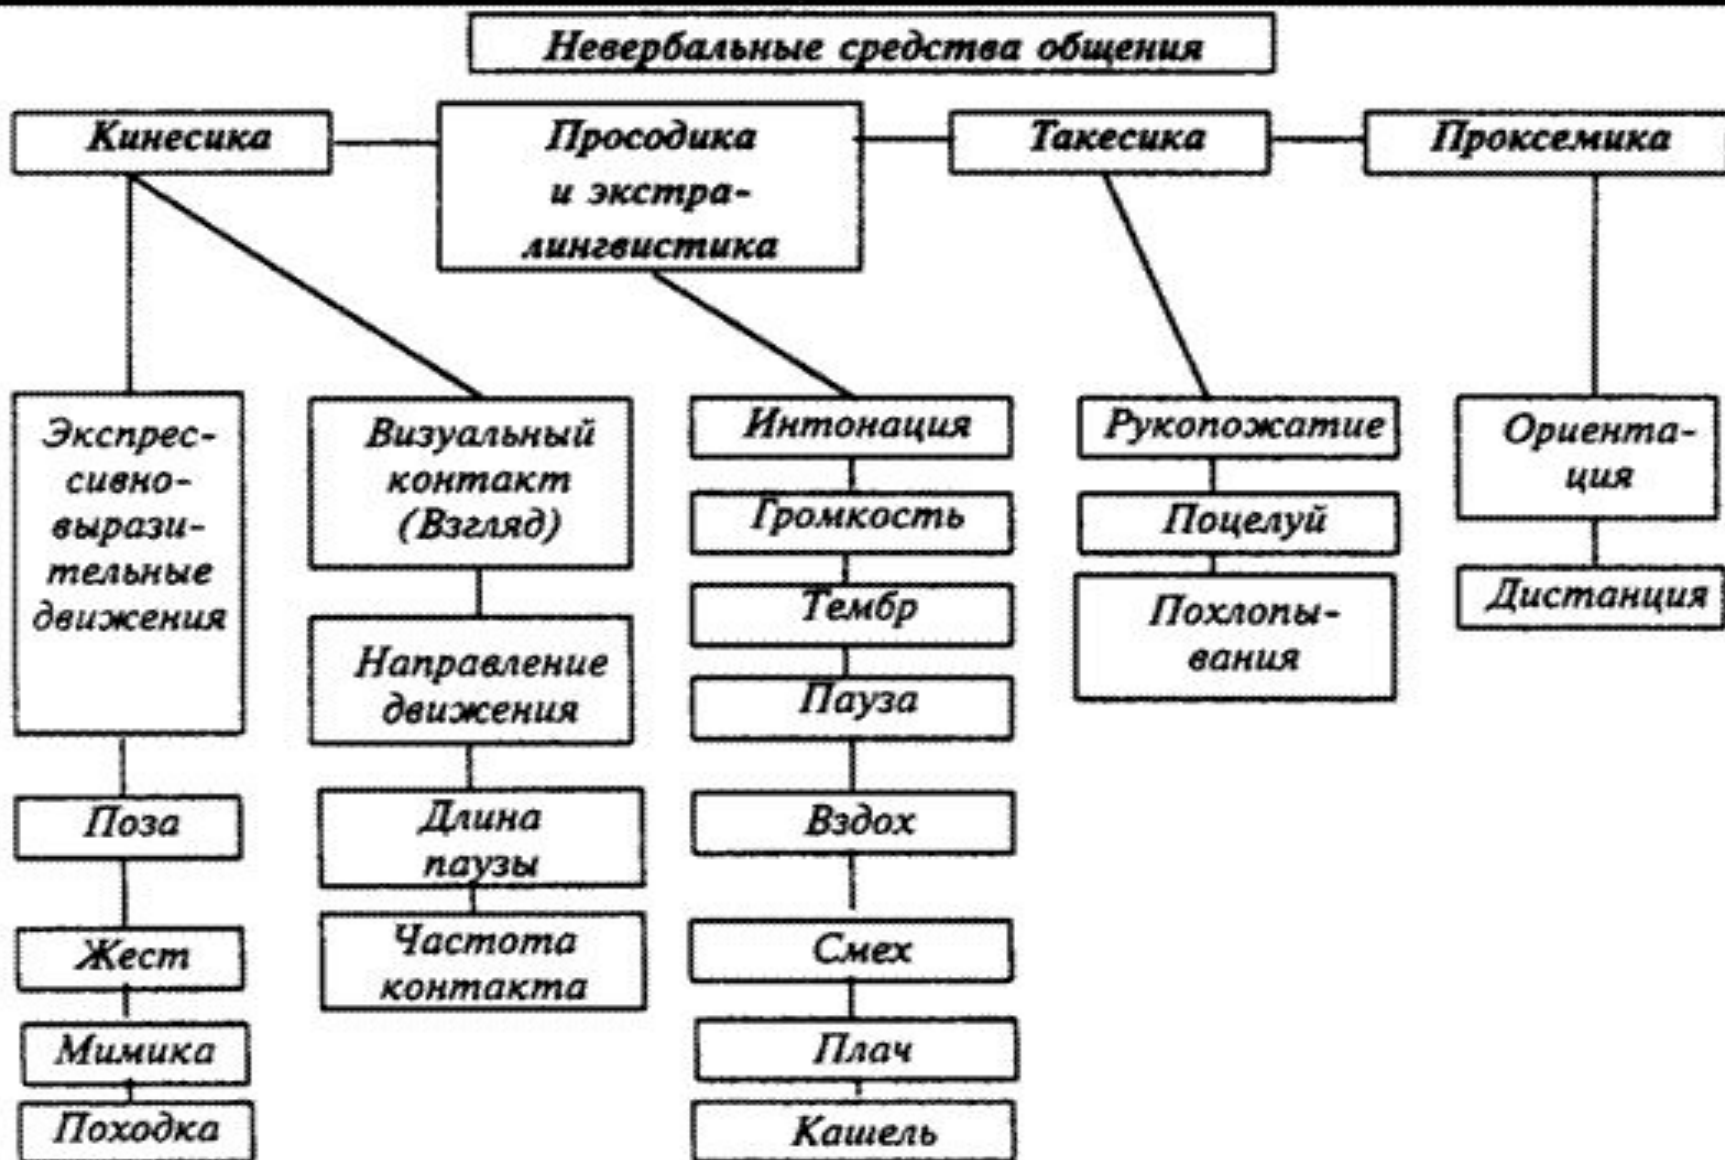 Невербальные средства общения
Кинесика
Просодика
и экстра-
лингвистика
Такесика
Проксемика
Экспрес-
сивно-
вырази-
тельные
движения
Поза
Жест
Мимика
Походка
Визуальный
контакт
(Взгляд)
Направление
движения
Длина
паузы
Частота
контакта
Интонация
Громкость
Тембр
Пауза
Вздох
Смех
Плач
Кашель
Рукопожатие
Поцелуй
Похлопы-
вания
Ориента-
ция
Дистанция